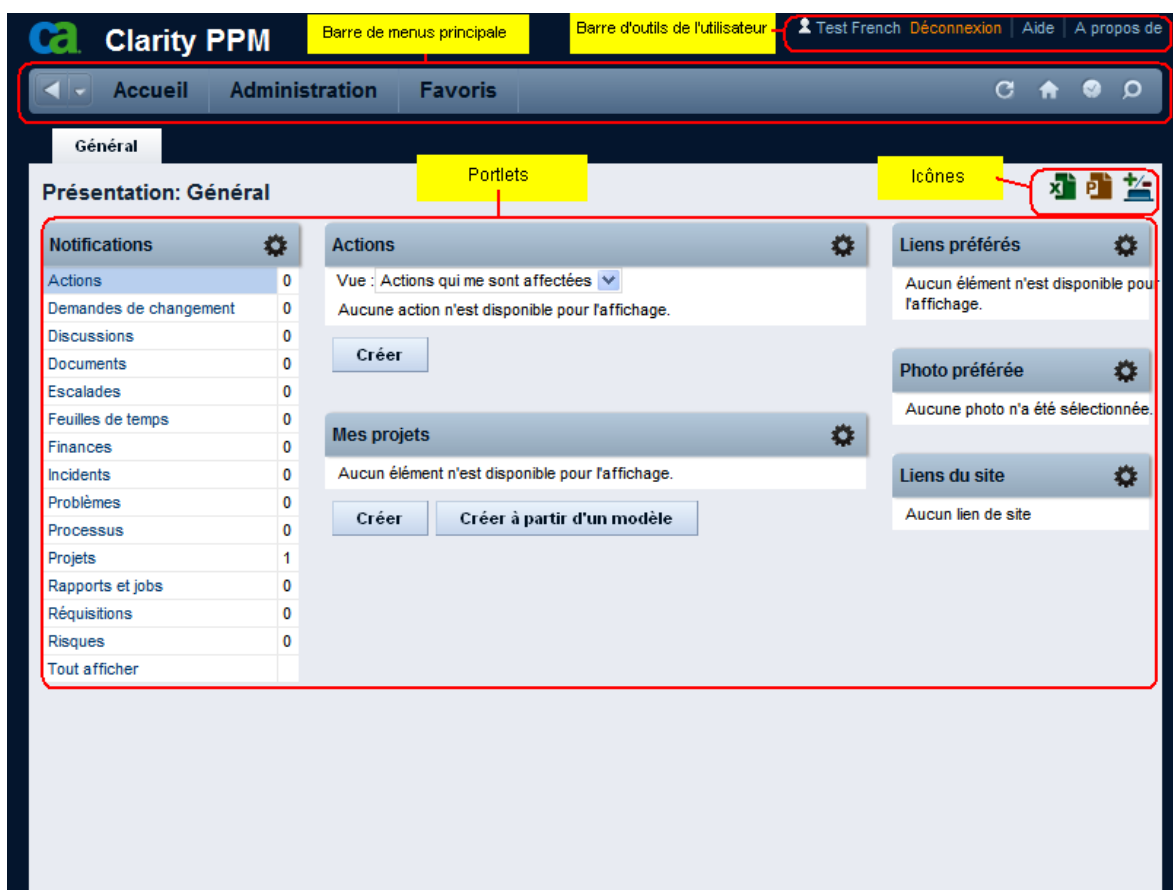 ca Clarity PPM
Barre de menus principale
Barre d'outils de l'utilisateur
Test French Déconnexion | Aide | A propos de
Accueil Administration Favoris
Général
Portlets
Icônes
Présentation: Général
Notifications
Actions 0
Demandes de changement 0
Discussions 0
Documents 0
Escalades 0
Feuilles de temps 0
Finances 0
Incidents 0
Problèmes 0
Processus 0
Projets 1
Rapports et jobs 0
Réquisitions 0
Risques 0
Tout afficher
Actions
Vue : Actions qui me sont affectées
Aucune action n'est disponible pour l'affichage.
Créer
Mes projets
Aucun élément n'est disponible pour l'affichage.
Créer Créer à partir d'un modèle
Liens préférés
Aucun élément n'est disponible pour
l'affichage.
Photo préférée
Aucune photo n'a été sélectionnée.
Liens du site
Aucun lien de site